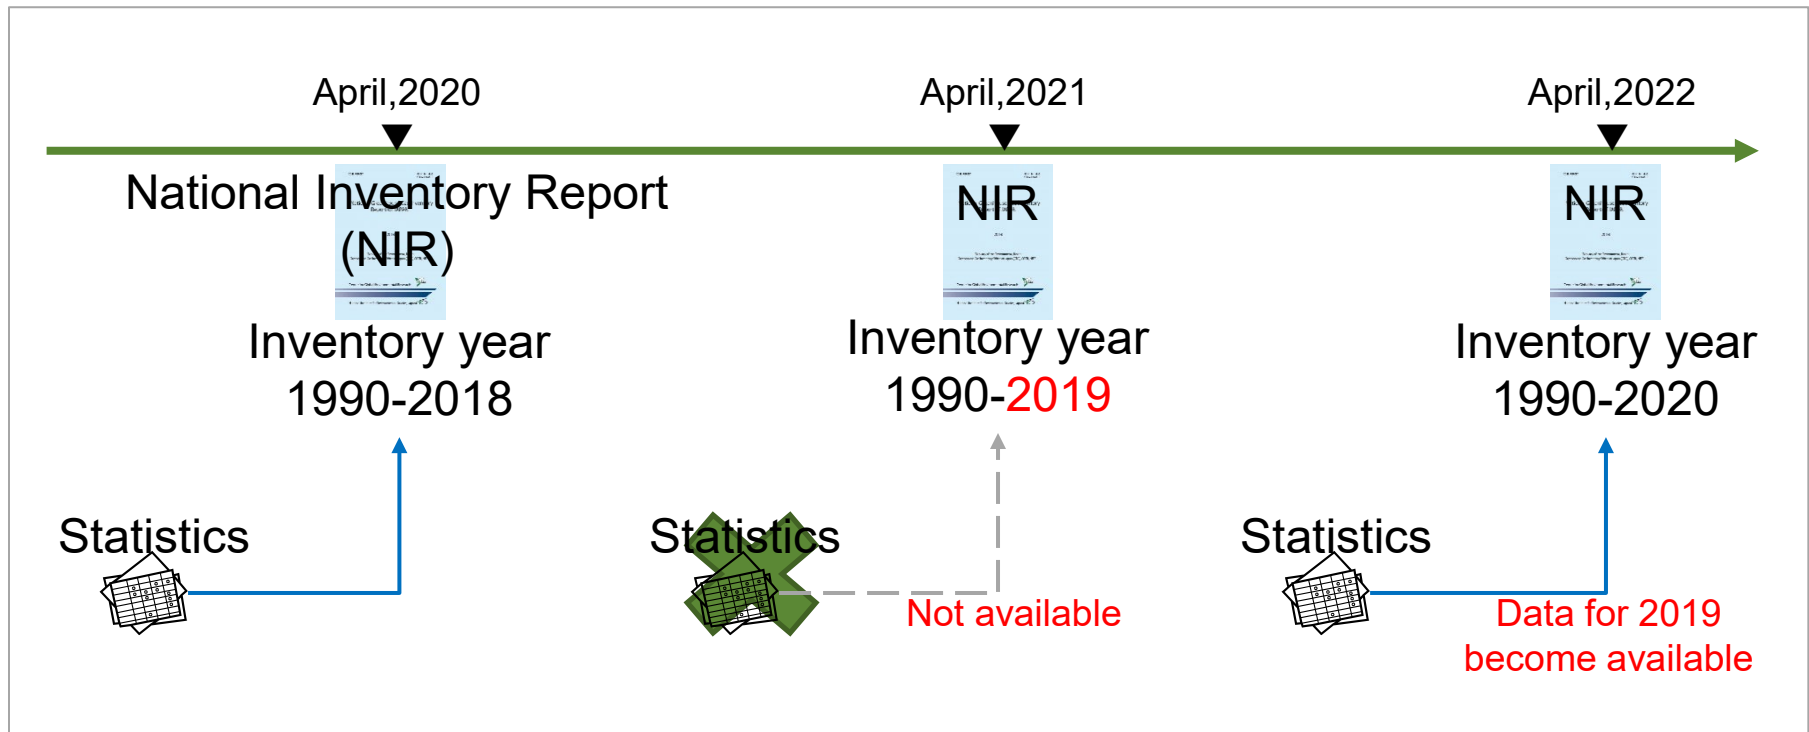 April,2020
April,2021
April,2022
National Inventory Report
(NIR)
NIR
NIR
Inventory year
1990-2018
Inventory year
1990-2019
Inventory year
1990-2020
Statistics
Statistics
Not available
Statistics
Data for 2019
become available